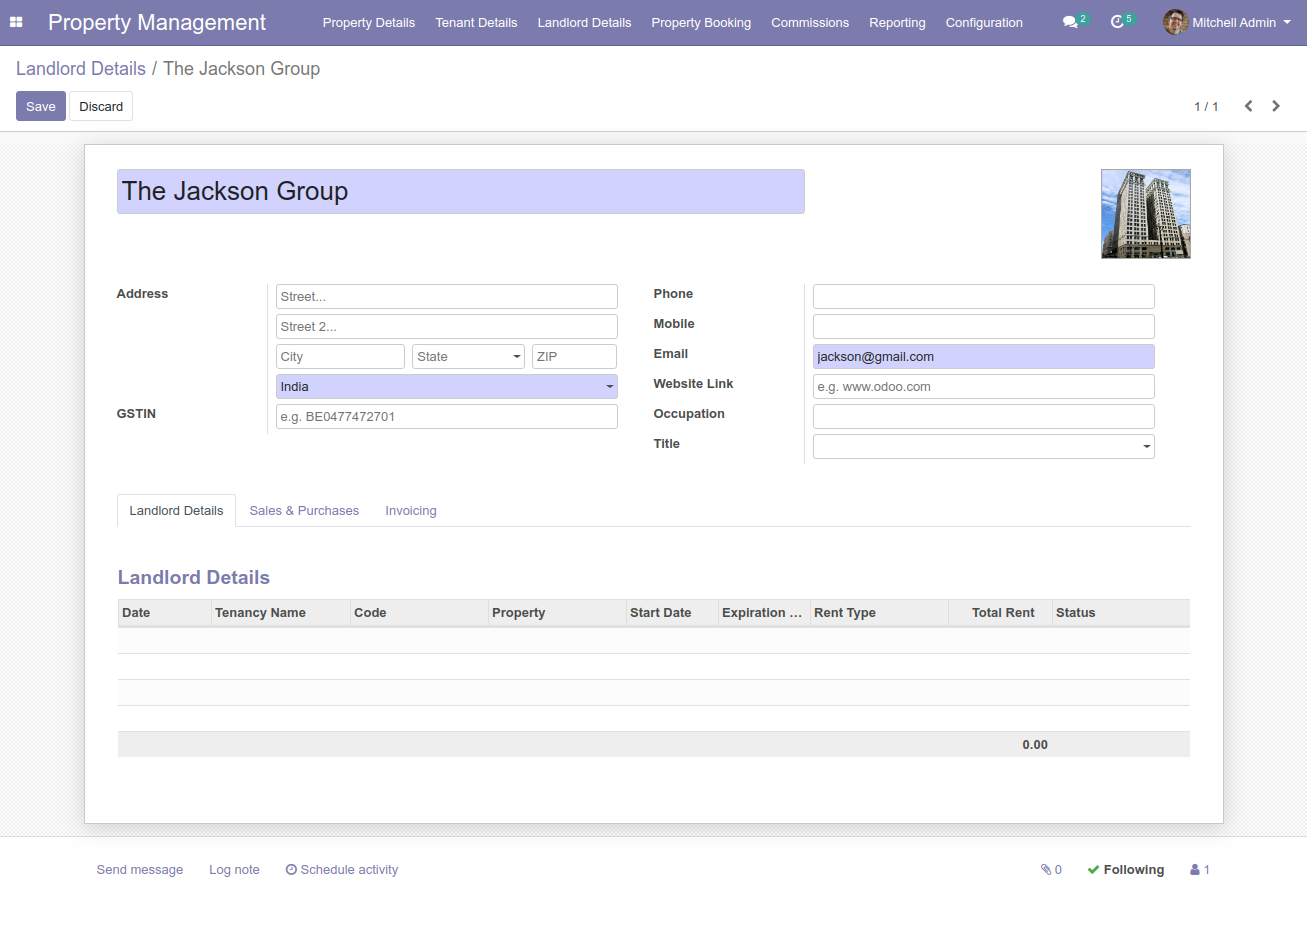 Property Management
Property Details
Tenant Details
Landlord Details
Property Booking
Commissions
Reporting
Configuration
2
5
Mitchell Admin
Landlord Details / The Jackson Group
Save
Discard
1 / 1
The Jackson Group
Address
Street...
Street 2...
City
State
ZIP
India
GSTIN
e.g. BE0477472701
Phone
Mobile
Email
jackson@gmail.com
Website Link
e.g. www.odoo.com
Occupation
Title
Landlord Details
Sales & Purchases
Invoicing
Landlord Details
Date Tenancy Name Code Property Start Date Expiration ... Rent Type Total Rent Status
0.00
Send message
Log note
Schedule activity
0
Following
1